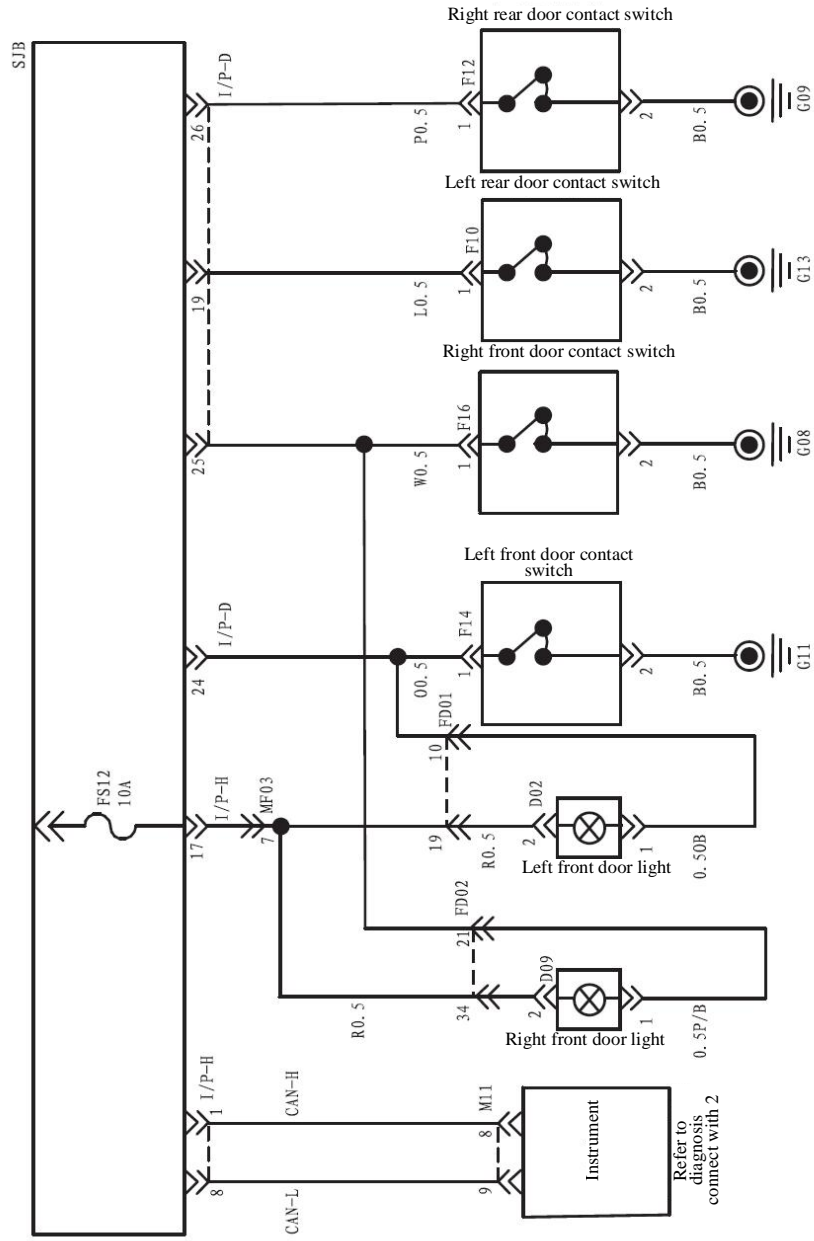 Right rear door contact switch
SJB
I/P-D
26
P0.5
1
F12
2
B0.5
G09
Left rear door contact switch
19
L0.5
1
F10
2
B0.5
G13
Right front door contact switch
25
W0.5
1
F16
2
B0.5
G08
Left front door contact
switch
I/P-D
24
O0.5
1
F14
2
B0.5
G11
FS12
10A
I/P-H
17
MF03
7
10
FD01
19
R0.5
2
D02
1
0.5OB
Left front door light
21
FD02
34
R0.5
2
D09
1
0.5P/B
Right front door light
I/P-H
1
CAN-H
8
M11
8
CAN-L
9
Instrument
Refer to
diagnosis
connect with 2